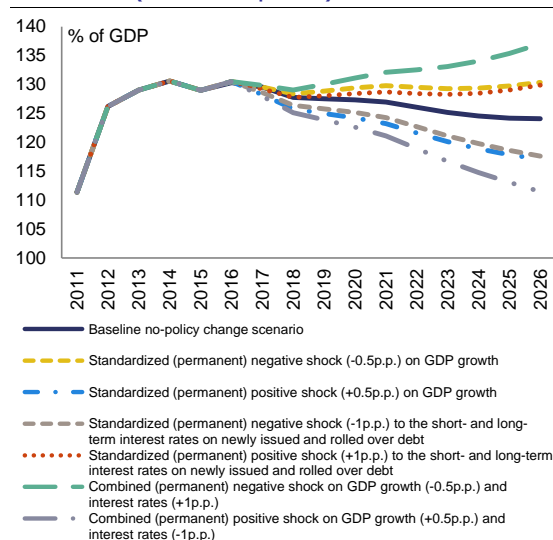 % of GDP
140
135
130
125
120
115
110
105
100
2011 2012 2013 2014 2015 2016 2017 2018 2019 2020 2021 2022 2023 2024 2025 2026
Baseline no-policy change scenario
Standardized (permanent) negative shock (-0.5p.p.) on GDP growth
Standardized (permanent) positive shock (+0.5p.p.) on GDP growth
Standardized (permanent) negative shock (-1p.p.) to the short- and long-
term interest rates on newly issued and rolled over debt
Standardized (permanent) positive shock (+1p.p.) to the short- and long-term
interest rates on newly issued and rolled over debt
Combined (permanent) negative shock on GDP growth (-0.5p.p.) and
interest rates (+1p.p.)
Combined (permanent) positive shock on GDP growth (+0.5p.p.) and
interest rates (-1p.p.)